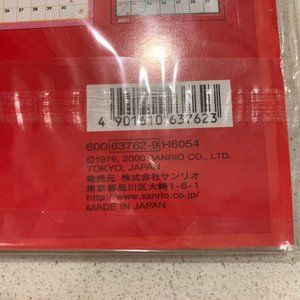 2001
4 901610 637623
600 63762-9 H6054
©1976, 2000 SANRIO CO., LTD.
TOKYO, JAPAN
発売元 株式会社サンリオ
東京都品川区大崎1-6-1
http://www.sanrio.co.jp/
MADE IN JAPAN